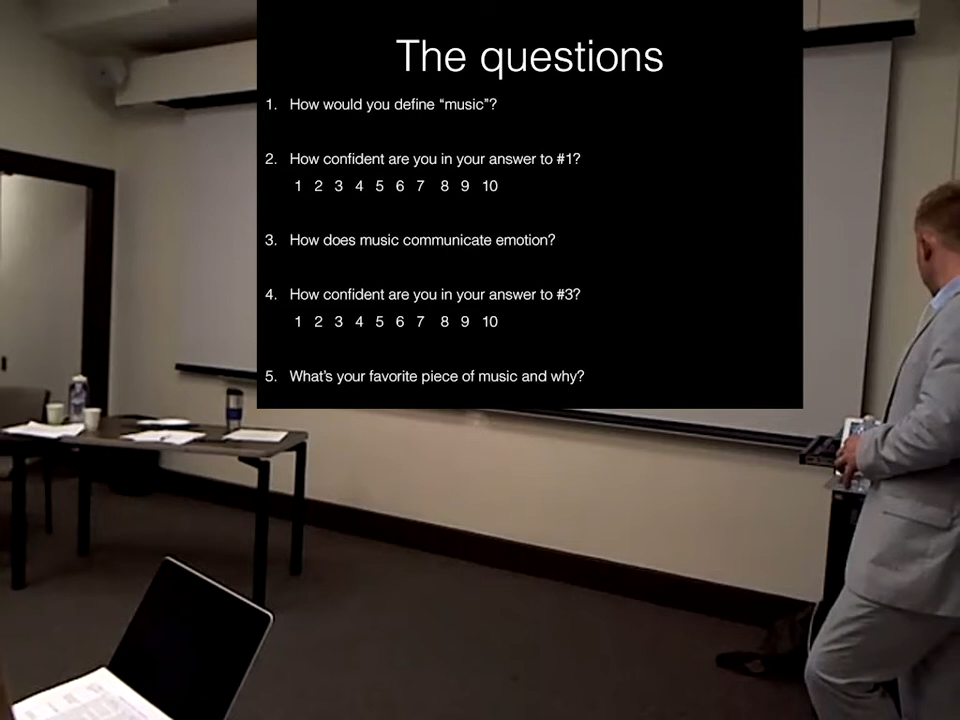 The questions
1. How would you define “music”?
2. How confident are you in your answer to #1?
1 2 3 4 5 6 7 8 9 10
3. How does music communicate emotion?
4. How confident are you in your answer to #3?
1 2 3 4 5 6 7 8 9 10
5. What’s your favorite piece of music and why?